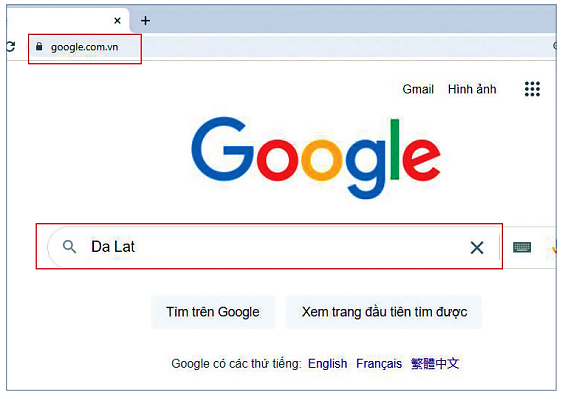 google.com.vn
Gmail Hình ảnh
Google
Da Lat
Tìm trên Google Xem trang đầu tiên tìm được
Google có các thứ tiếng: English Français 繁體中文